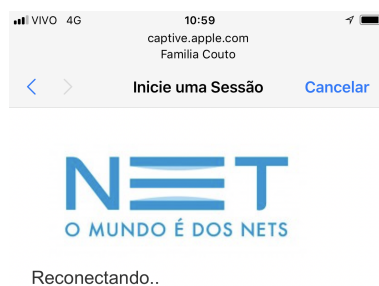 VIVO 4G 10:59
captive.apple.com
Familia Couto
Inicie uma Sessão Cancelar
NET
O MUNDO É DOS NETS
Reconectando..